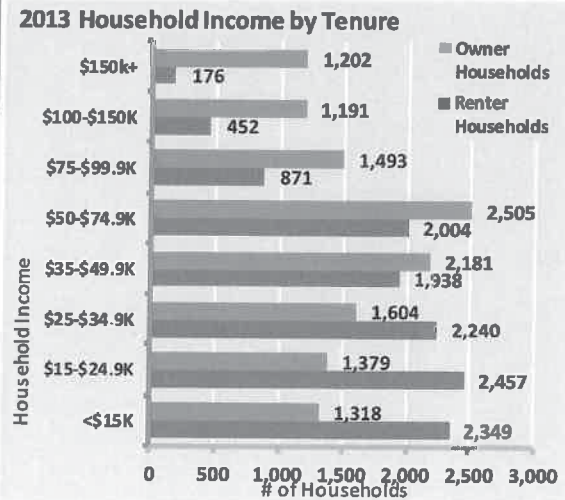 2013 Household Income by Tenure
Owner
Households
Renter
Households
Household Income
$150k+
1,202
176
$100-$150K
1,191
452
$75-$99.9K
1,493
871
$50-$74.9K
2,505
2,004
$35-$49.9K
2,181
1,938
$25-$34.9K
1,604
2,240
$15-$24.9K
1,379
2,457
<$15K
1,318
2,349
0 500 1,000 1,500 2,000 2,500 3,000
# of Households